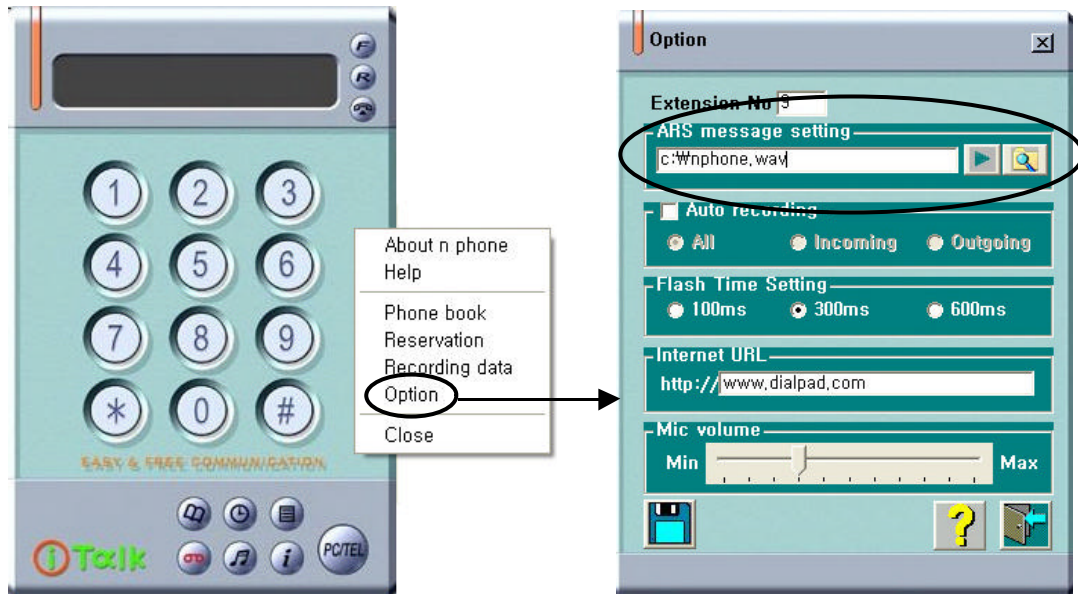 F
R
1 2 3
4 5 6
7 8 9
* 0 #
EASY & FREE COMMUNICATION
i Talk
i
PC/TEL
About n phone
Help
Phone book
Reservation
Recording data
Option
Close
Option
Extension No 9
ARS message setting
c:₩nphone,wav
Auto recording
All Incoming Outgoing
Flash Time Setting
100ms 300ms 600ms
Internet URL
http:// www,dialpad,com
Mic volume
Min Max
?